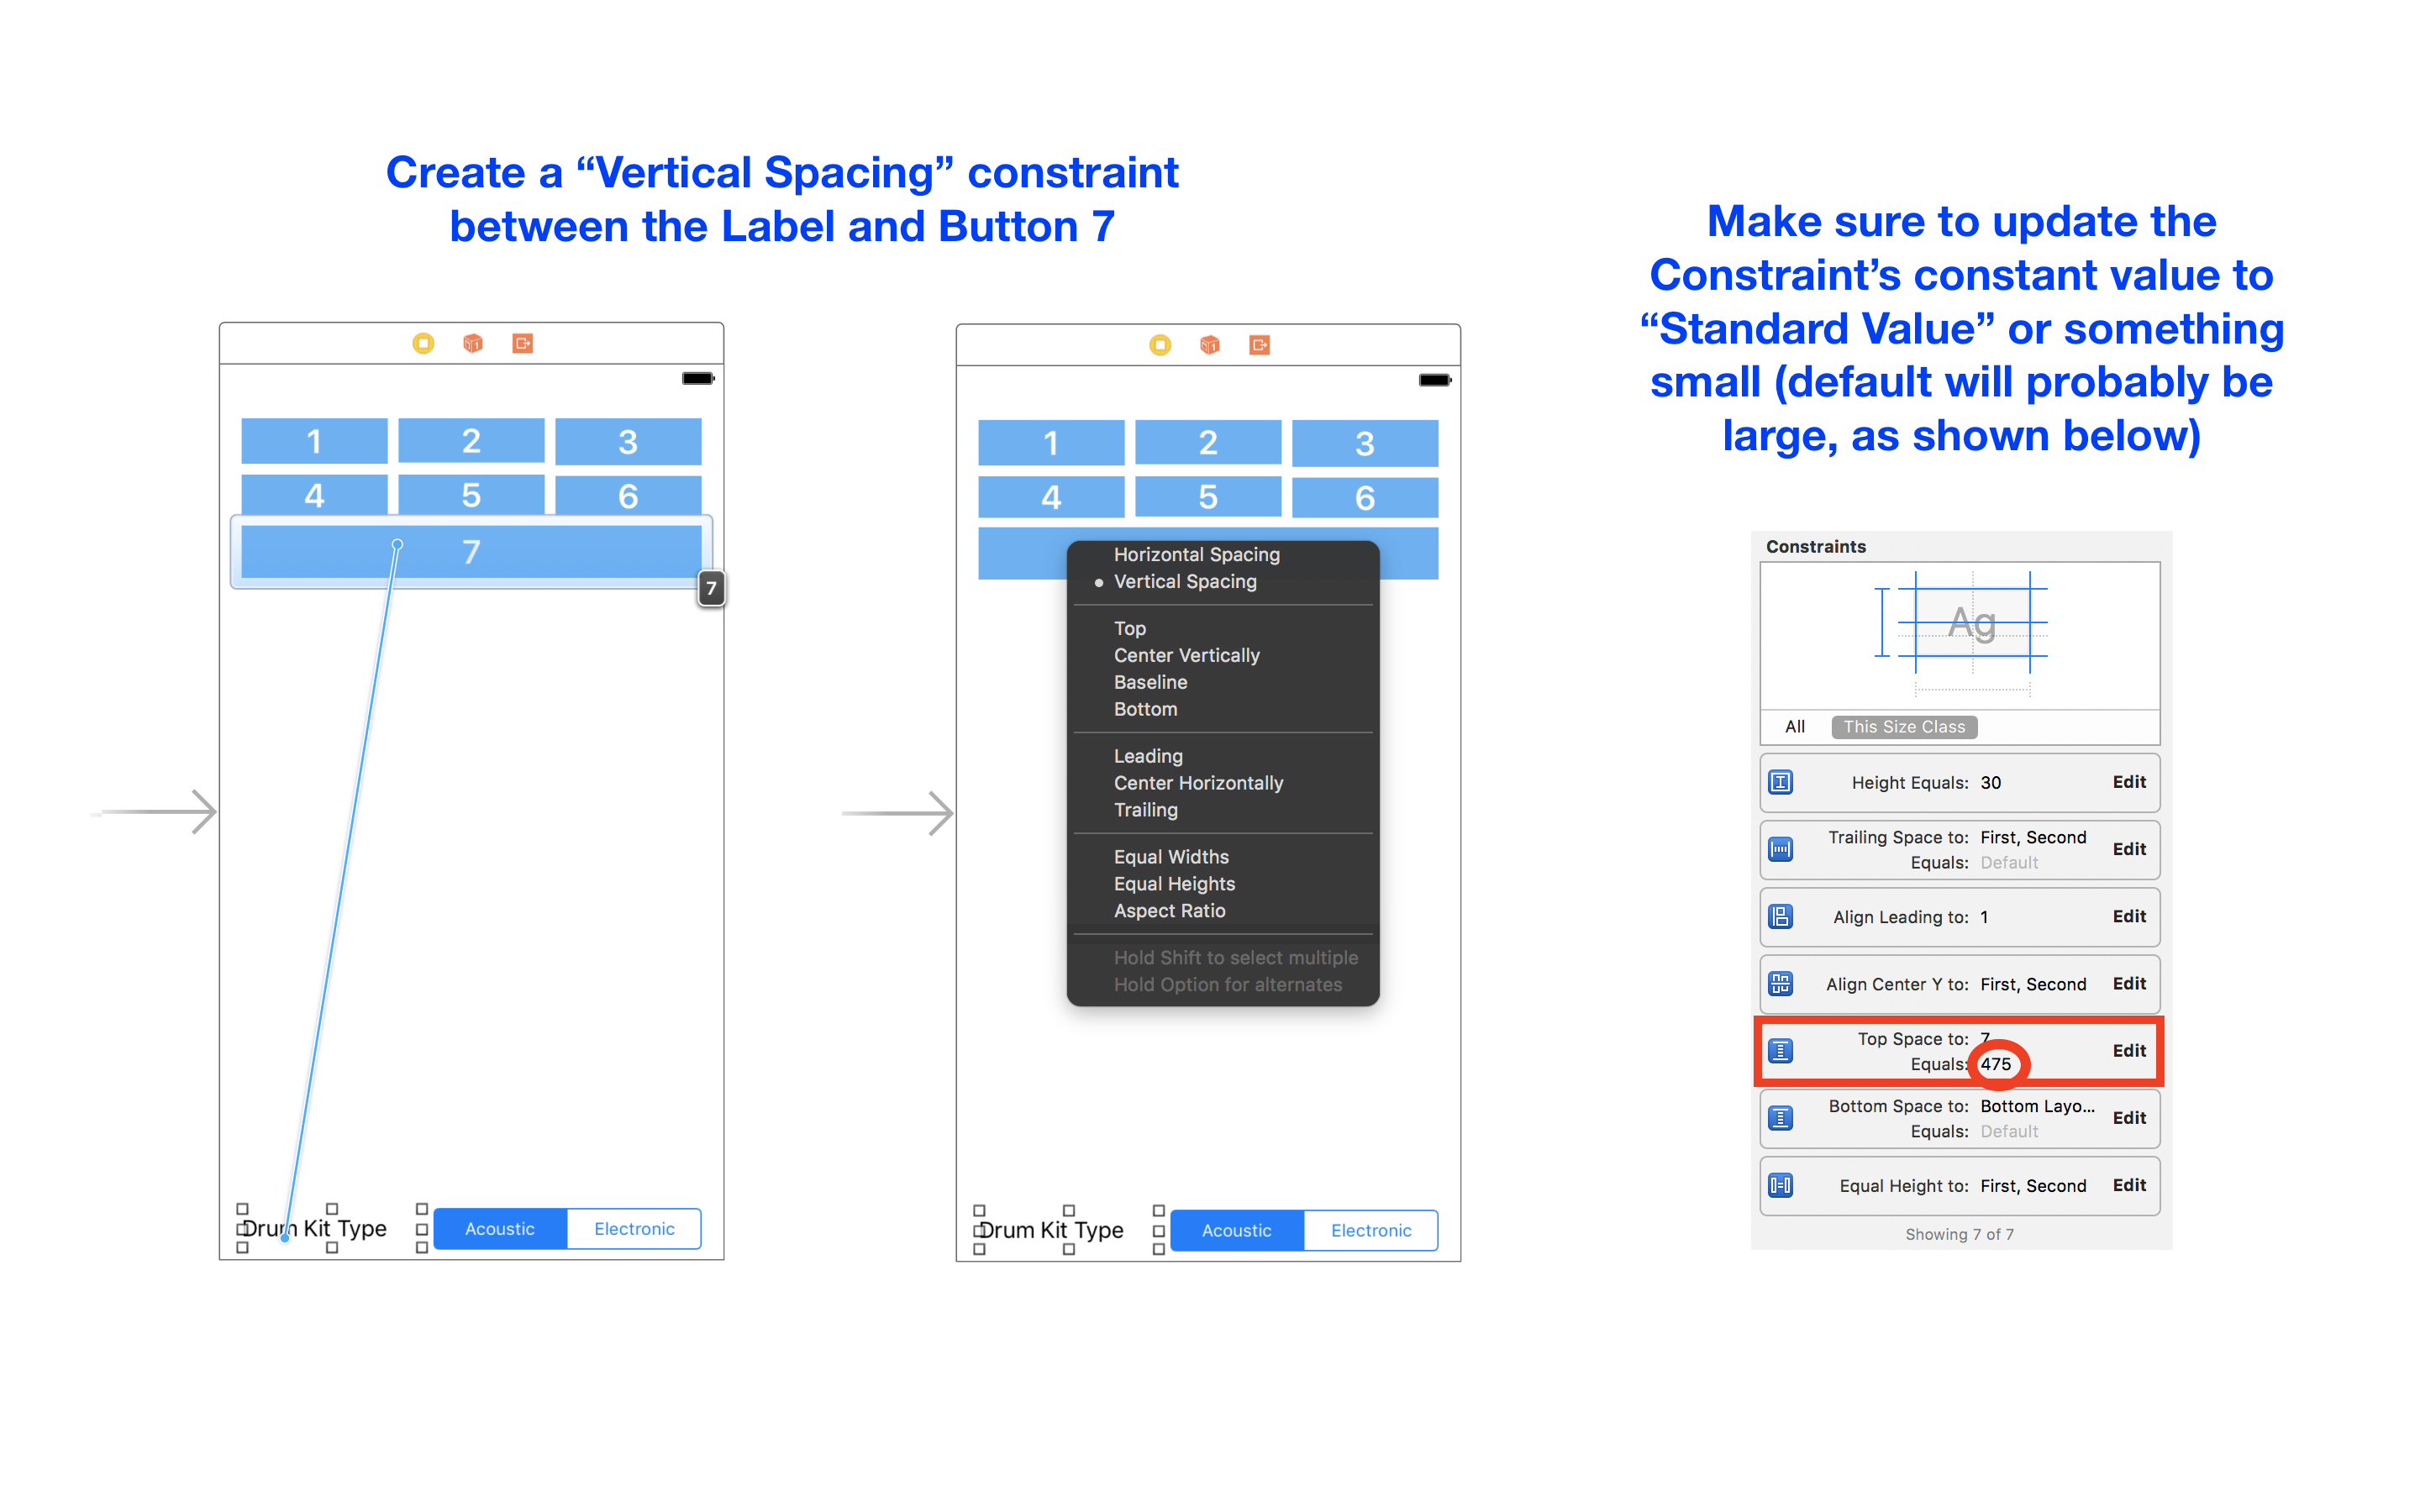 Create a “Vertical Spacing” constraint
between the Label and Button 7
Make sure to update the
Constraint’s constant value to
“Standard Value” or something
small (default will probably be
large, as shown below)
1 2 3
4 5 6
7
7
Drum Kit Type Acoustic Electronic
1 2 3
4 5 6
Horizontal Spacing
• Vertical Spacing
Top
Center Vertically
Baseline
Bottom
Leading
Center Horizontally
Trailing
Equal Widths
Equal Heights
Aspect Ratio
Hold Shift to select multiple
Hold Option for alternates
Drum Kit Type Acoustic Electronic
Constraints
Ag
All This Size Class
Height Equals: 30 Edit
Trailing Space to: First, Second
Equals: Default
Edit
Align Leading to: 1 Edit
Align Center Y to: First, Second Edit
Top Space to: 7
Equals: 475
Edit
Bottom Space to: Bottom Layo...
Equals: Default
Edit
Equal Height to: First, Second Edit
Showing 7 of 7